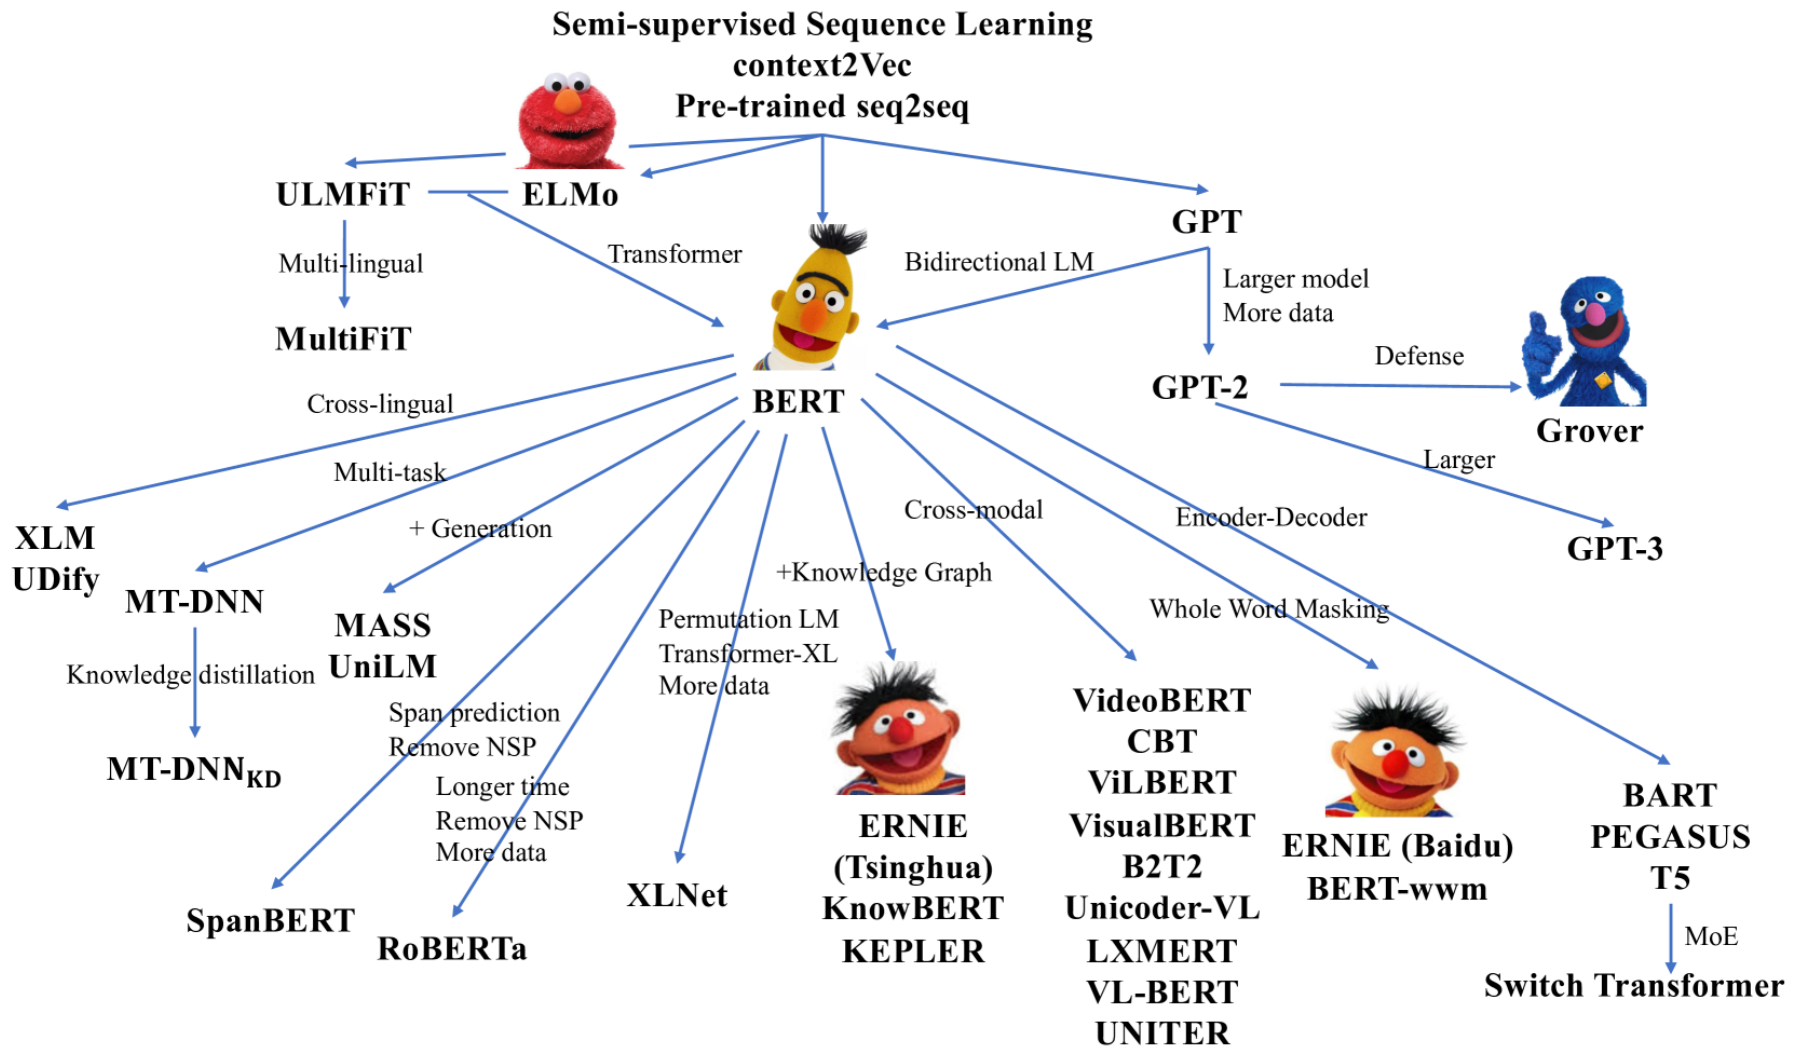 Semi-supervised Sequence Learning
context2Vec
Pre-trained seq2seq
ULMFiT
ELMo
GPT
Multi-lingual
Transformer
Bidirectional LM
Larger model
More data
MultiFiT
Defense
GPT-2
BERT
Grover
Cross-lingual
Larger
Multi-task
+ Generation
Cross-modal
Encoder-Decoder
XLM
UDify
GPT-3
MT-DNN
+Knowledge Graph
Whole Word Masking
MASS
UniLM
Permutation LM
Transformer-XL
More data
Knowledge distillation
Span prediction
Remove NSP
MT-DNNKD
Longer time
Remove NSP
More data
VideoBERT
CBT
ViLBERT
VisualBERT
B2T2
Unicoder-VL
LXMERT
VL-BERT
UNITER
BART
PEGASUS
T5
ERNIE
(Tsinghua)
KnowBERT
KEPLER
ERNIE (Baidu)
BERT-wwm
XLNet
SpanBERT
RoBERTa
MoE
Switch Transformer